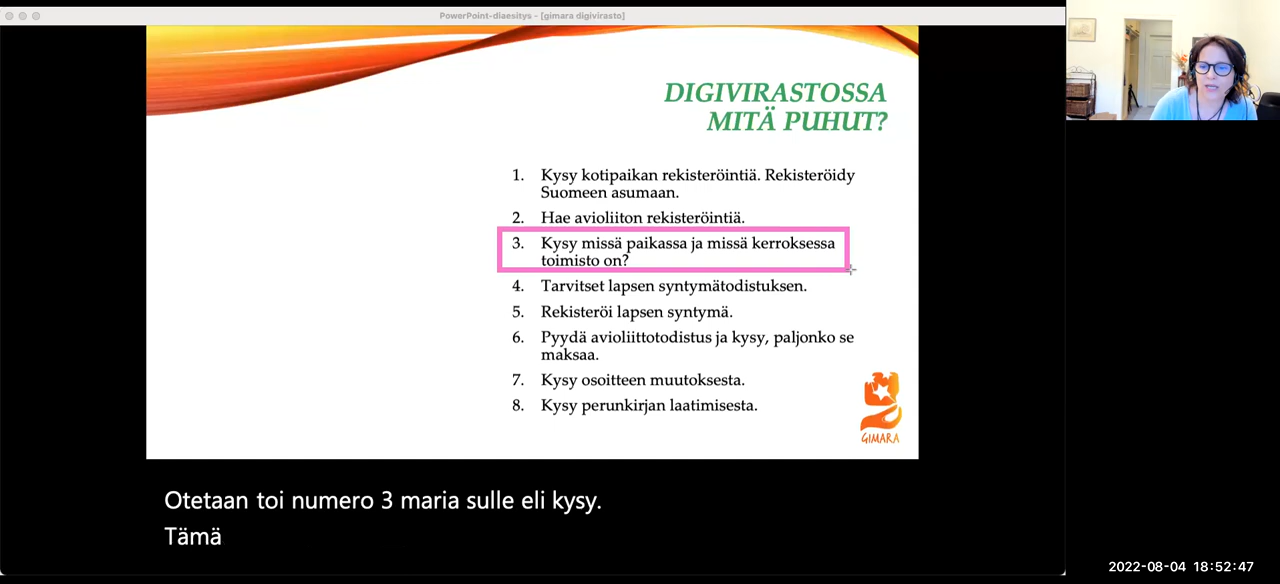 PowerPoint-diaesitys - [gimara digivirasto]
DIGIVIRASTOSSA
MITÄ PUHUT?
1. Kysy kotipaikan rekisteröintiä. Rekisteröidy
Suomeen asumaan.
2. Hae avioliiton rekisteröintiä.
3. Kysy missä paikassa ja missä kerroksessa
toimisto on?
4. Tarvitset lapsen syntymätodistuksen.
5. Rekisteröi lapsen syntymä.
6. Pyydä avioliittotodistus ja kysy, paljonko se
maksaa.
7. Kysy osoitteen muutoksesta.
8. Kysy perunkirjan laatimisesta.
GIMARA
Otetaan toi numero 3 maria sulle eli kysy.
Tämä
2022-08-04 18:52:47